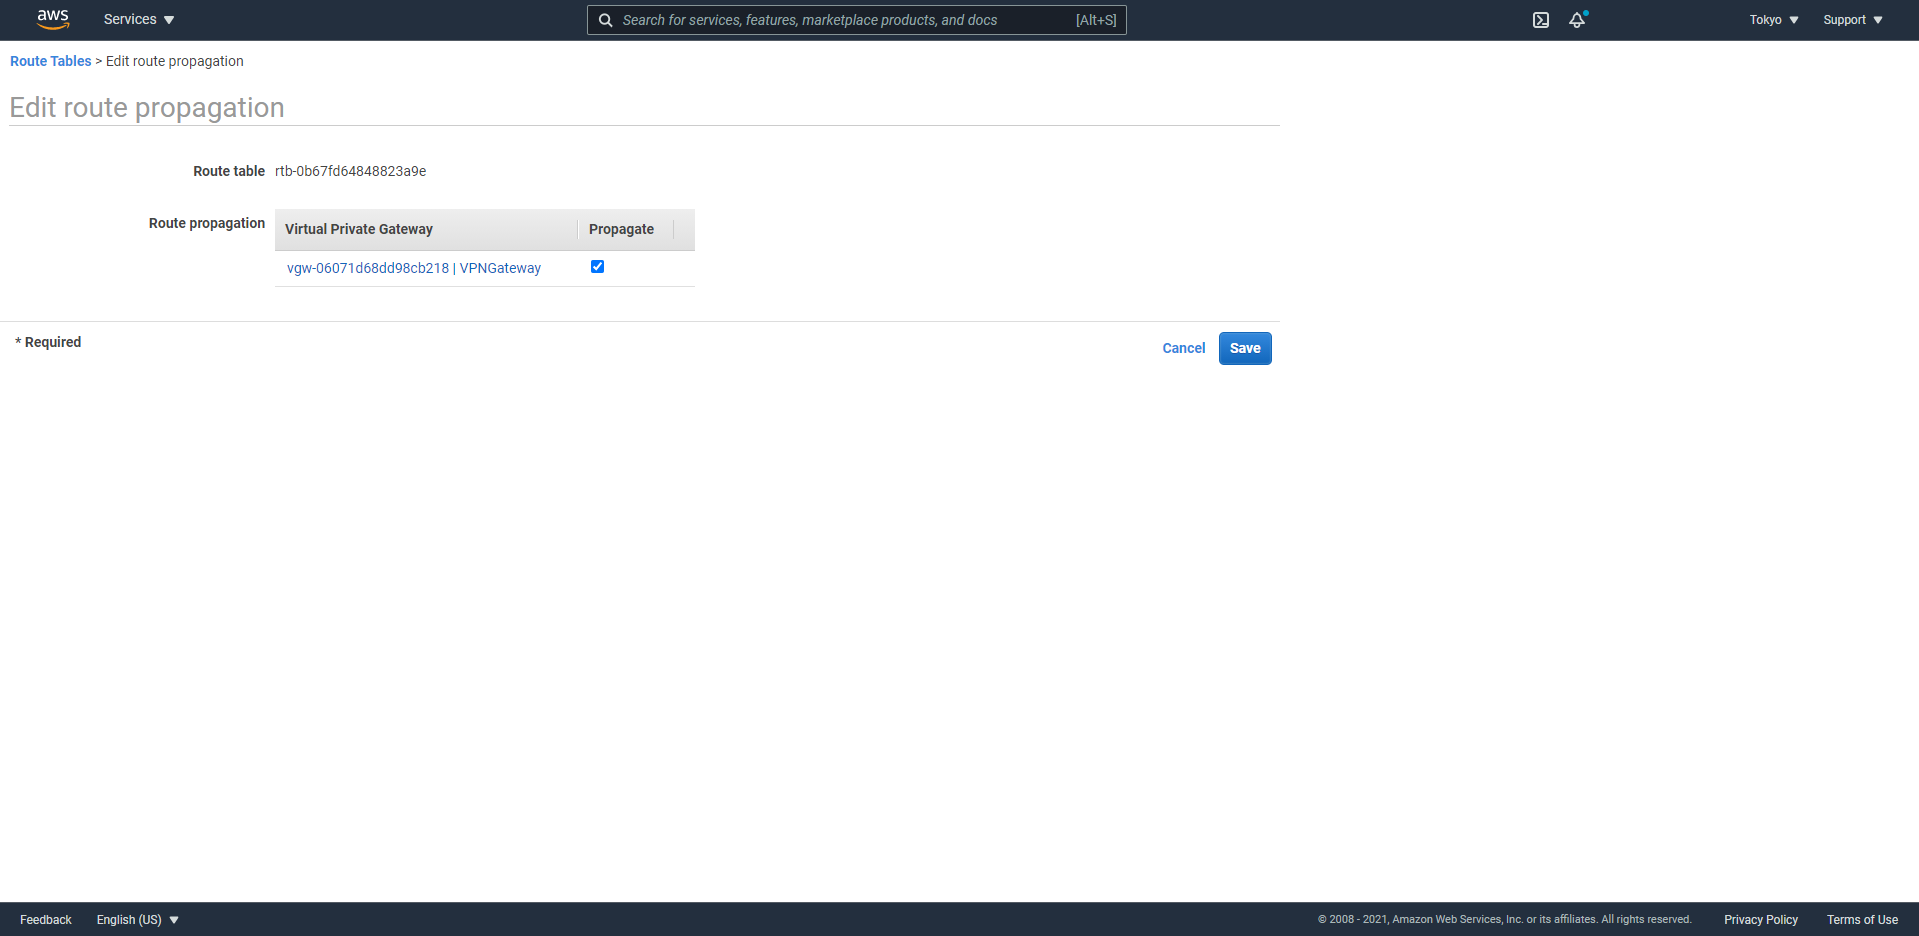 aws Services Search for services, features, marketplace products, and docs [Alt+S] Tokyo Support
Route Tables > Edit route propagation
Edit route propagation
Route table rtb-0b67fd64848823a9e
Route propagation Virtual Private Gateway Propagate
vgw-06071d68dd98cb218 | VPNGateway
* Required Cancel Save
Feedback English (US) © 2008 - 2021, Amazon Web Services, Inc. or its affiliates. All rights reserved. Privacy Policy Terms of Use